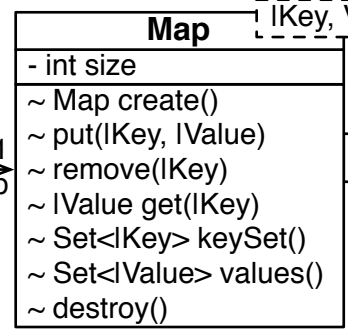 IKey, V
Map
- int size
~ Map create()
~ put(IKey, IValue)
~ remove(IKey)
~ IValue get(IKey)
~ Set<IKey> keySet()
~ Set<IValue> values()
~ destroy()
1